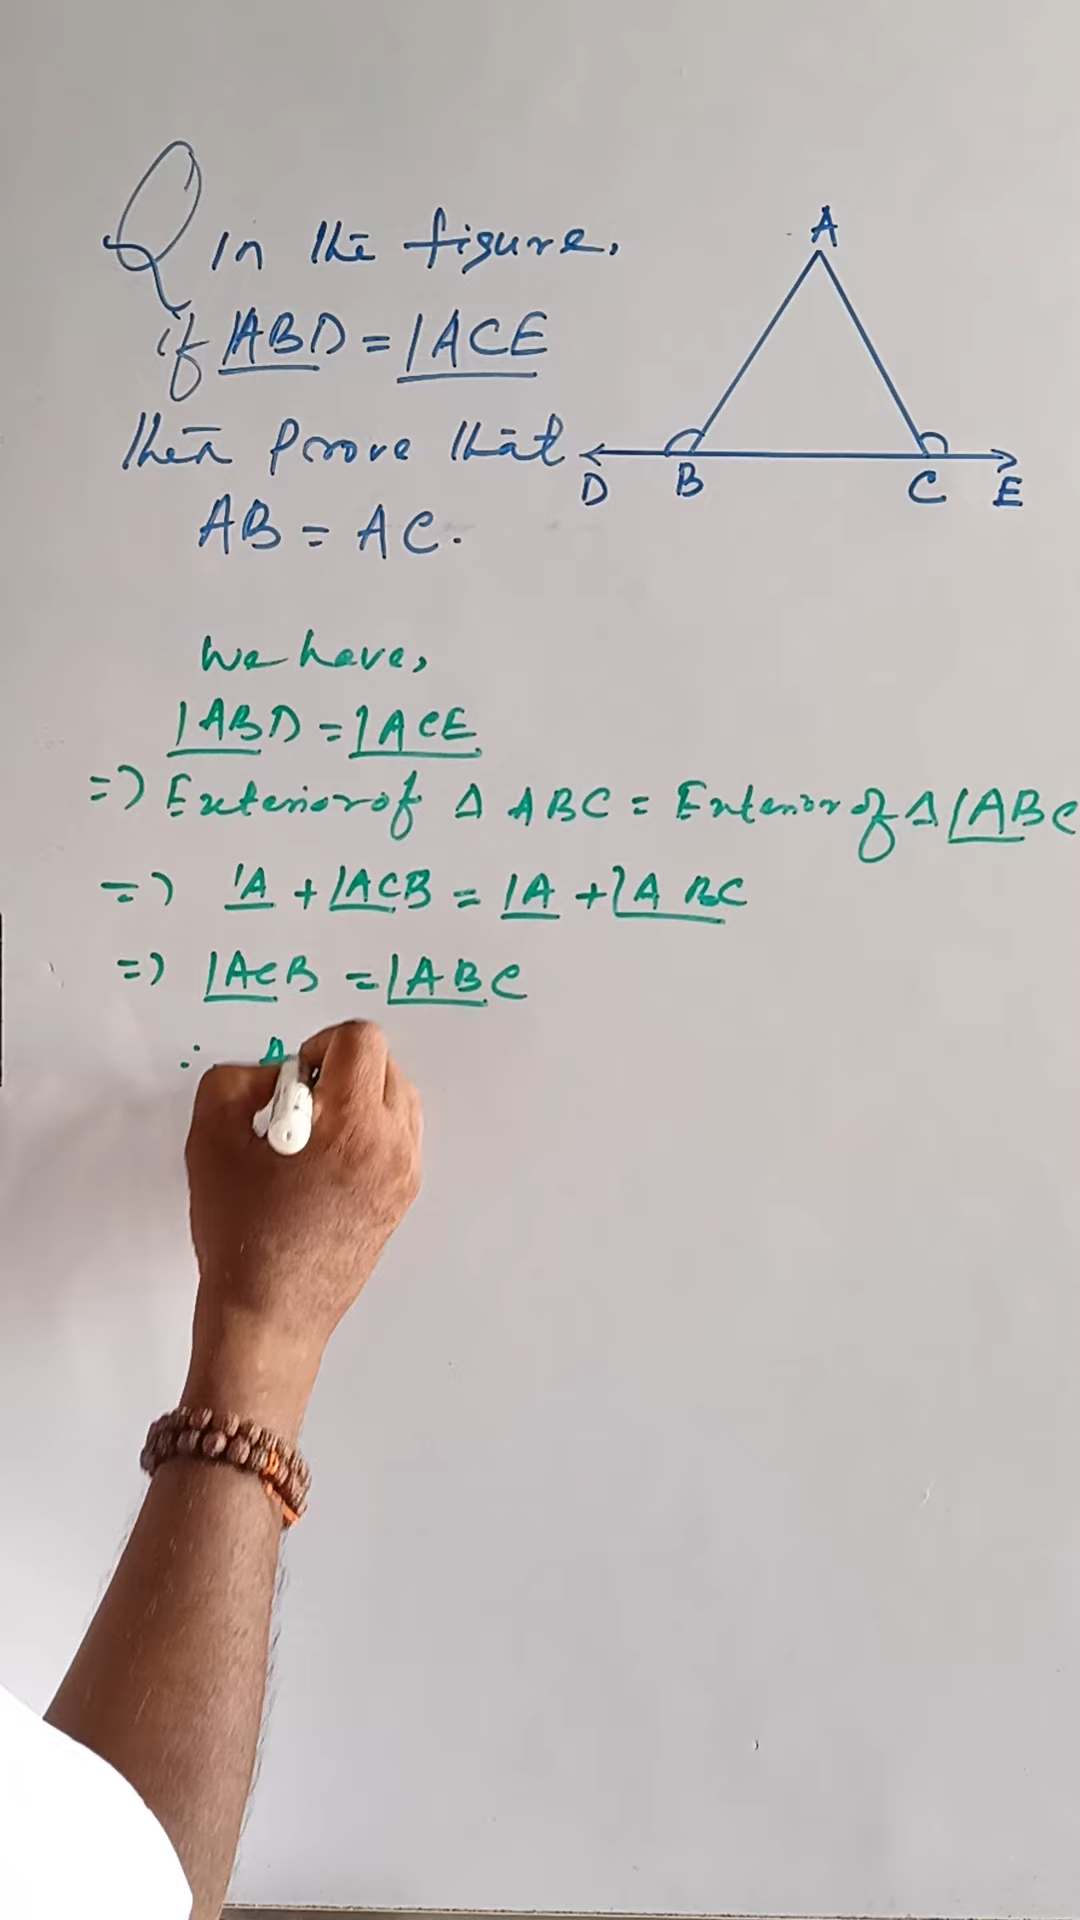 Q In the figure,
if ∠ABD = ∠ACE
then Prove that
AB = AC.
A
D B C E
We have,
∠ABD = ∠ACE
=> Exterior of Δ ABC = Exterior of Δ ∠ABC
=> ∠A + ∠ACB = ∠A + ∠ABC
=> ∠ACB = ∠ABC
∴ A